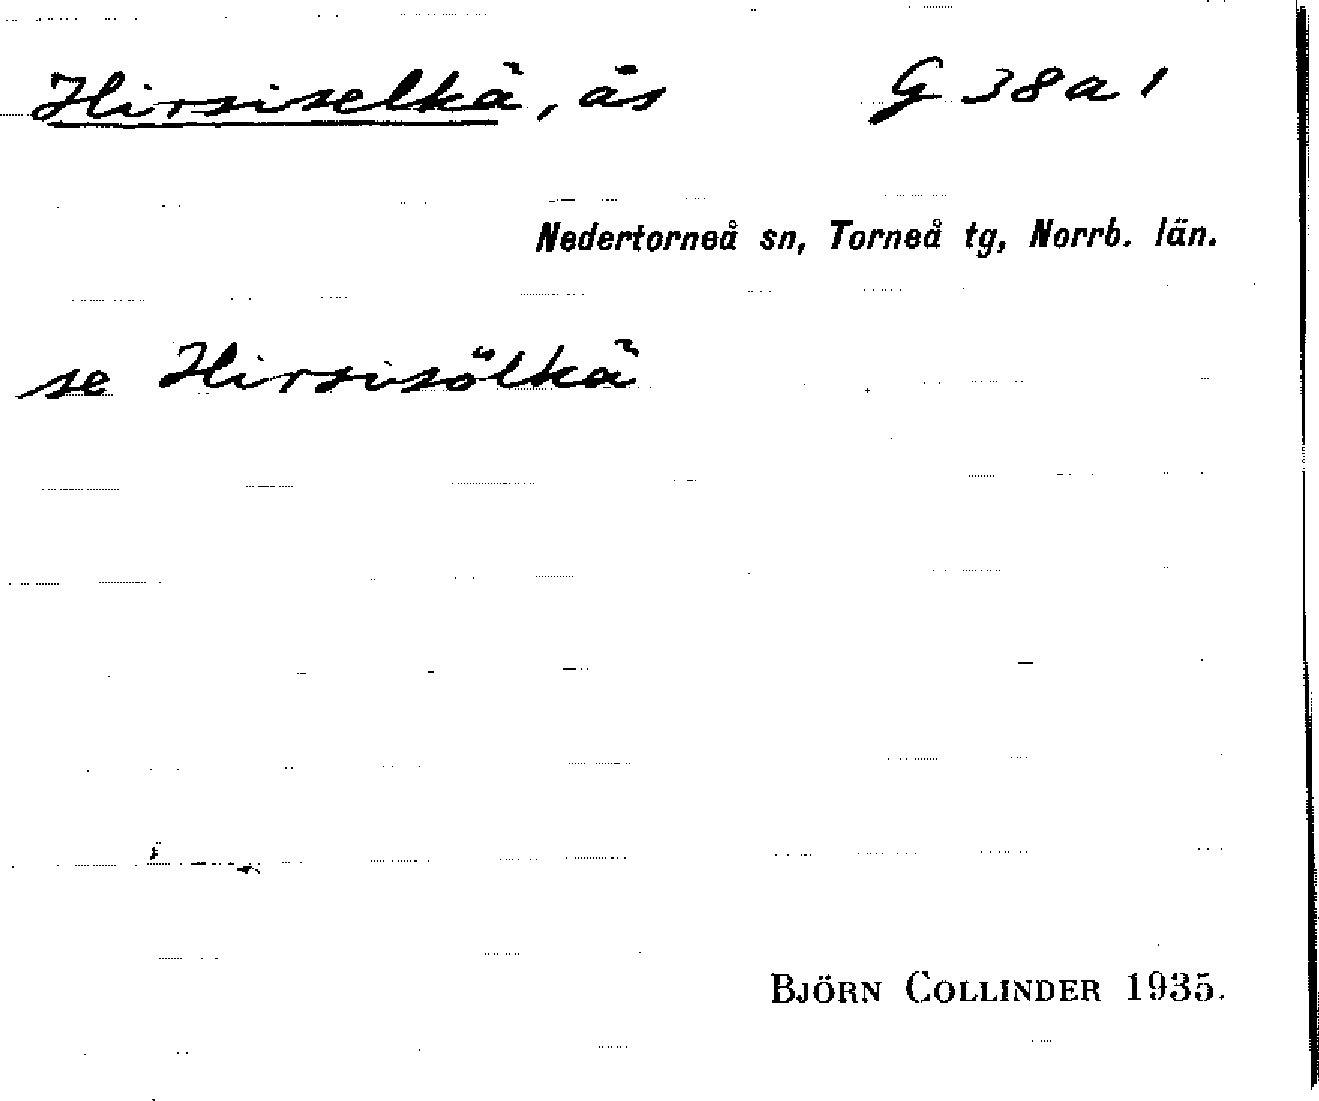 Hirsiselkä, ås G 38a 1
Nedertorneå sn, Torneå tg, Norrb. län.
se Hirsisölkä
BJÖRN COLLINDER 1935.